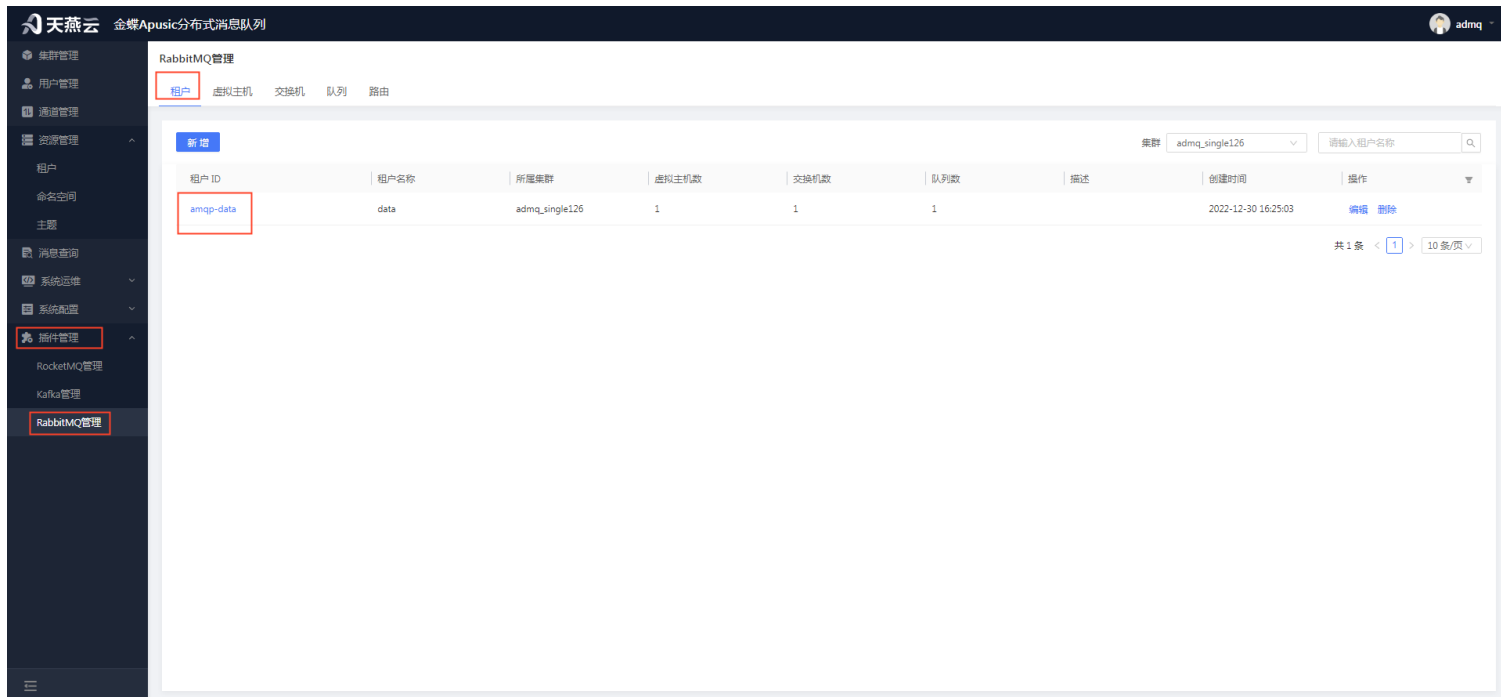 天燕云 金蝶Apusic分布式消息队列
admq
集群管理
用户管理
通道管理
资源管理
租户
命名空间
主题
消息查询
系统运维
系统配置
插件管理
RocketMQ管理
Kafka管理
RabbitMQ管理
RabbitMQ管理
租户 虚拟主机 交换机 队列 路由
新增 集群 admq_single126 请输入租户名称
租户 ID 租户名称 所属集群 虚拟主机数 交换机数 队列数 描述 创建时间 操作
amqp-data data admq_single126 1 1 1 2022-12-30 16:25:03 编辑 删除
共 1 条 < 1 > 10 条/页